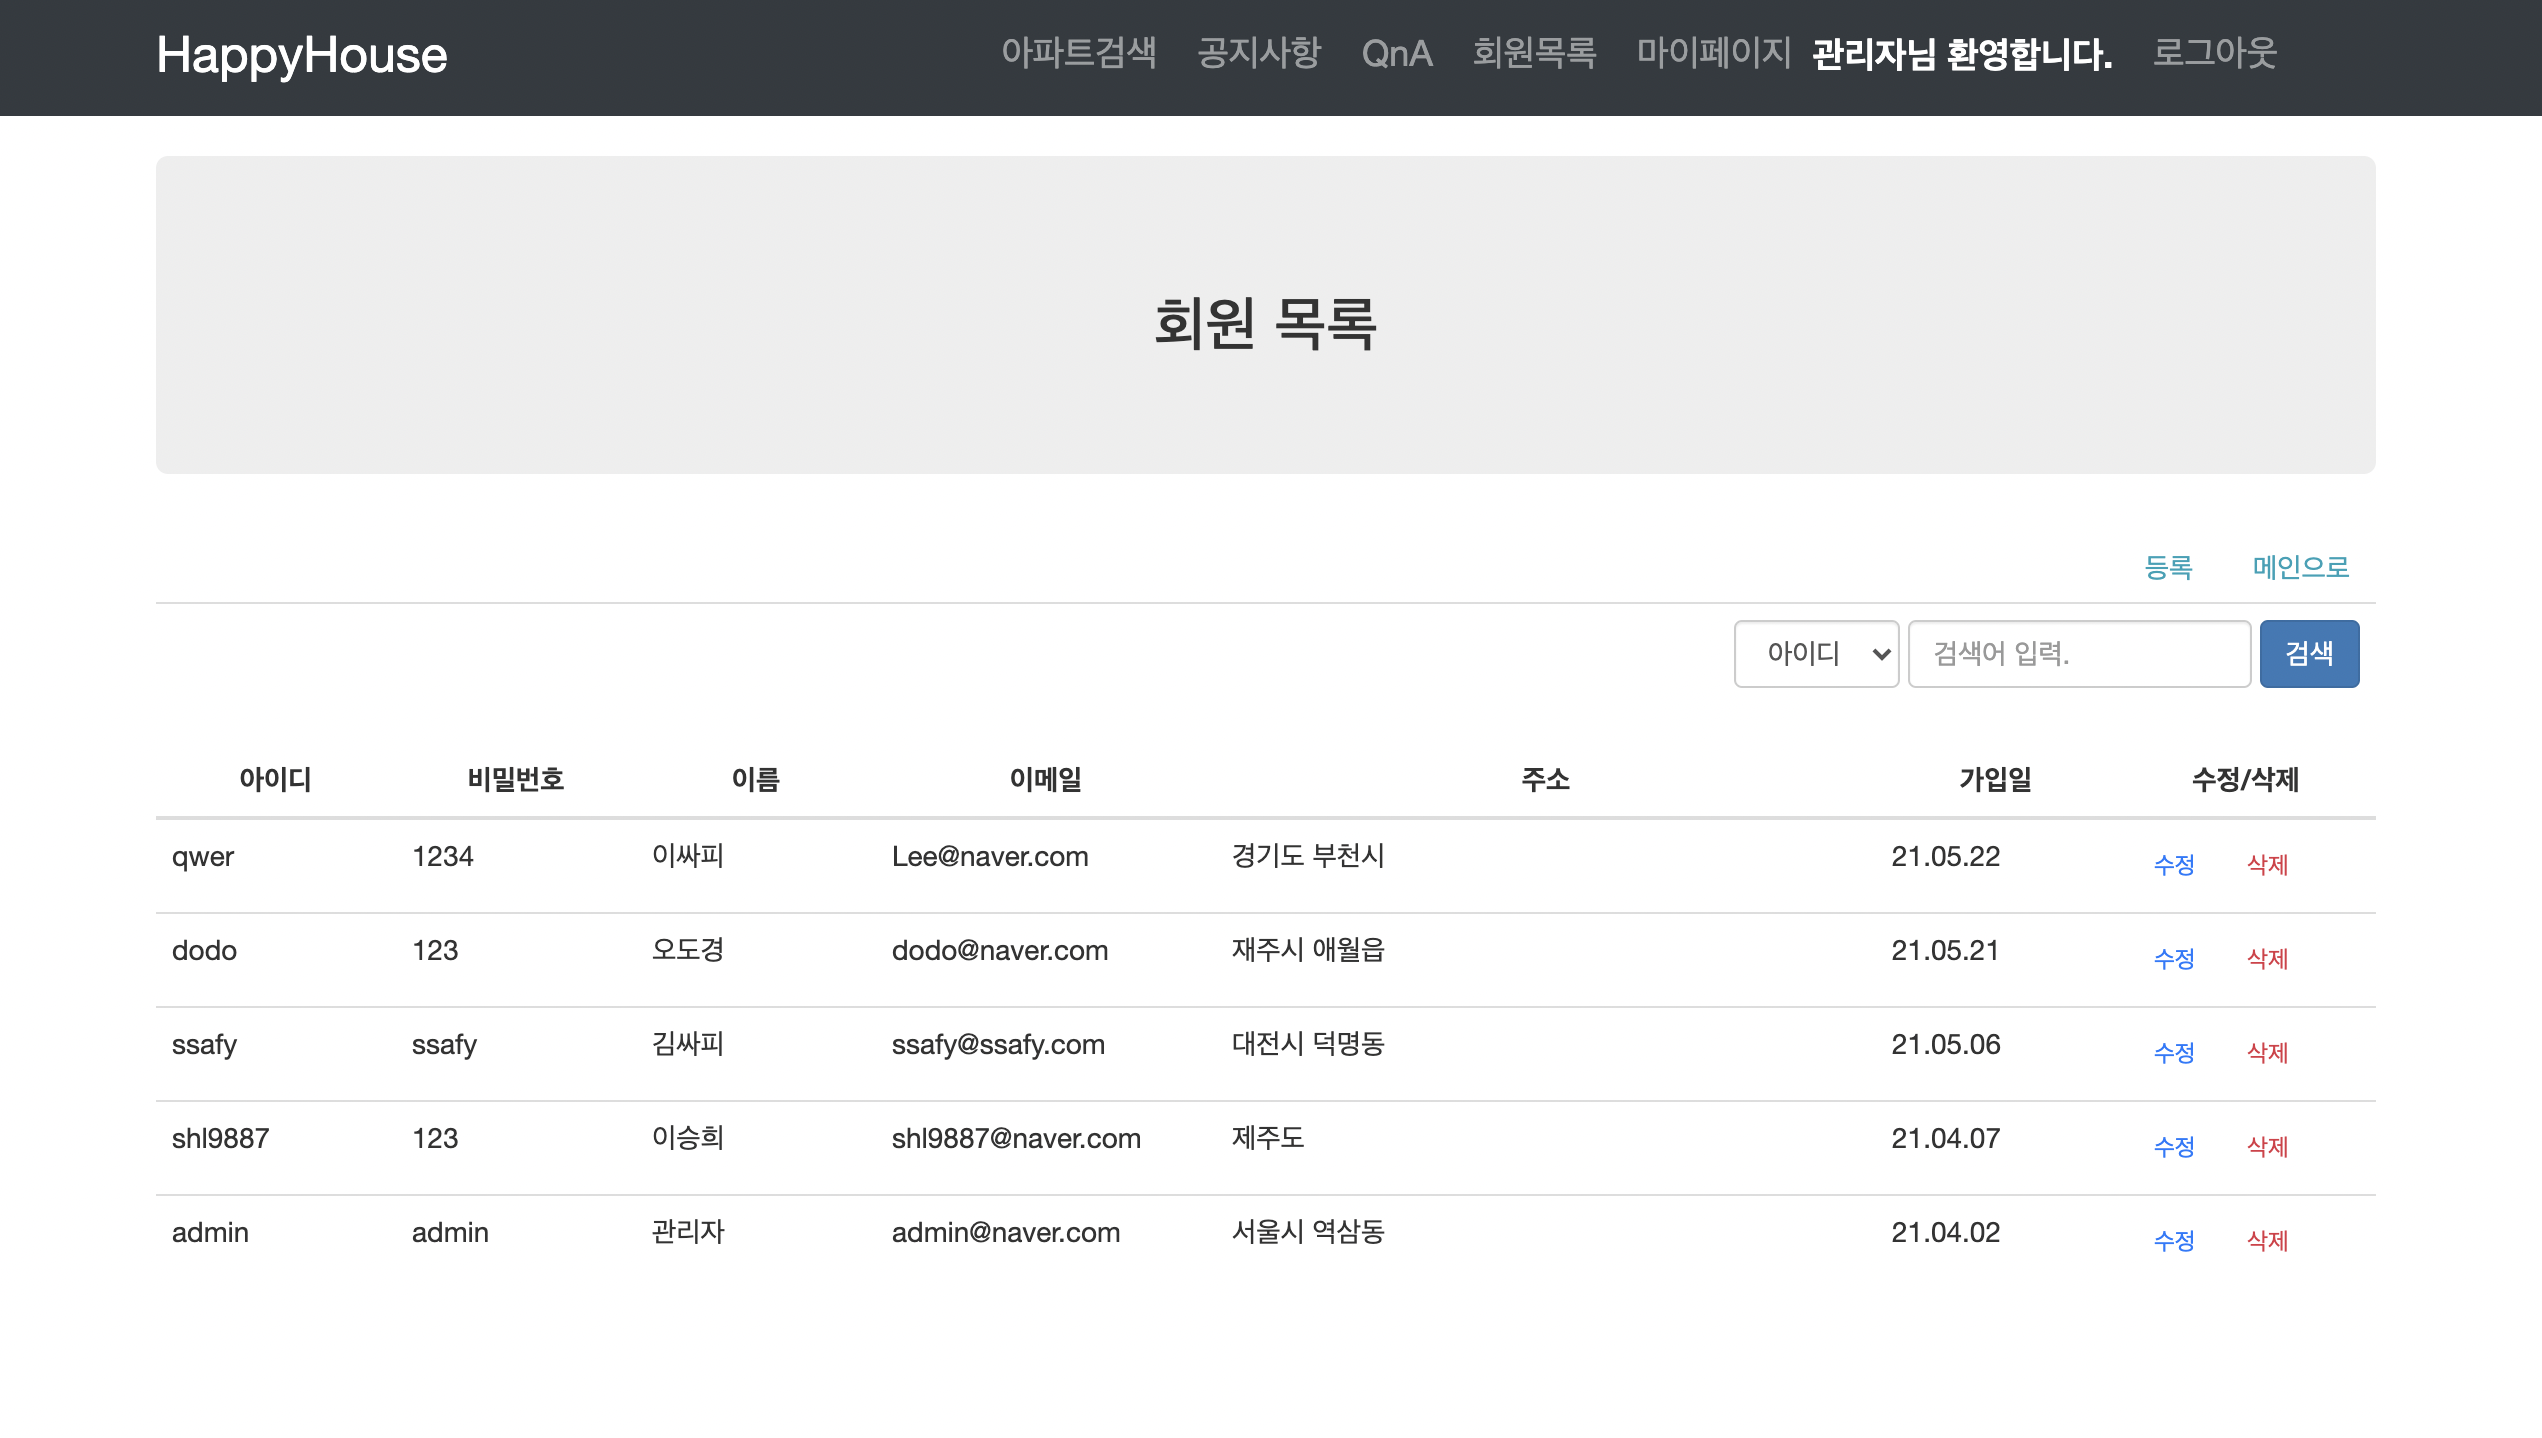 HappyHouse 아파트검색 공지사항 QnA 회원목록 마이페이지 관리자님 환영합니다. 로그아웃
회원 목록
등록 메인으로
아이디 검색어 입력. 검색
아이디 비밀번호 이름 이메일 주소 가입일 수정/삭제
qwer 1234 이싸피 Lee@naver.com 경기도 부천시 21.05.22 수정 삭제
dodo 123 오도경 dodo@naver.com 재주시 애월읍 21.05.21 수정 삭제
ssafy ssafy 김싸피 ssafy@ssafy.com 대전시 덕명동 21.05.06 수정 삭제
shl9887 123 이승희 shl9887@naver.com 제주도 21.04.07 수정 삭제
admin admin 관리자 admin@naver.com 서울시 역삼동 21.04.02 수정 삭제